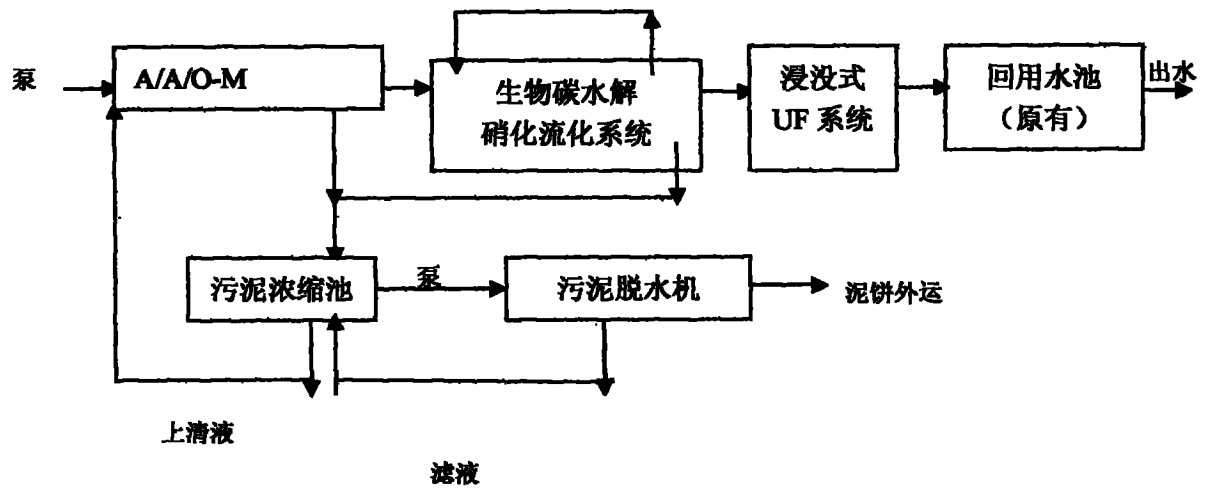 泵
A/A/O-M
生物碳水解
硝化流化系统
浸没式
UF 系统
回用水池
（原有）
出水
污泥浓缩池
泵
污泥脱水机
泥饼外运
上清液
滤液